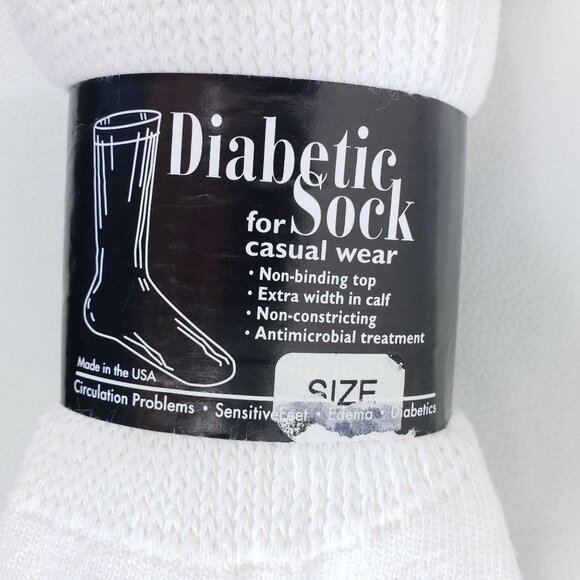 Diabetic
Sock
for
casual wear
• Non-binding top
• Extra width in calf
• Non-constricting
• Antimicrobial treatment
Made in the USA
SIZE
Circulation Problems • Sensitive Feet • Edema • Diabetics